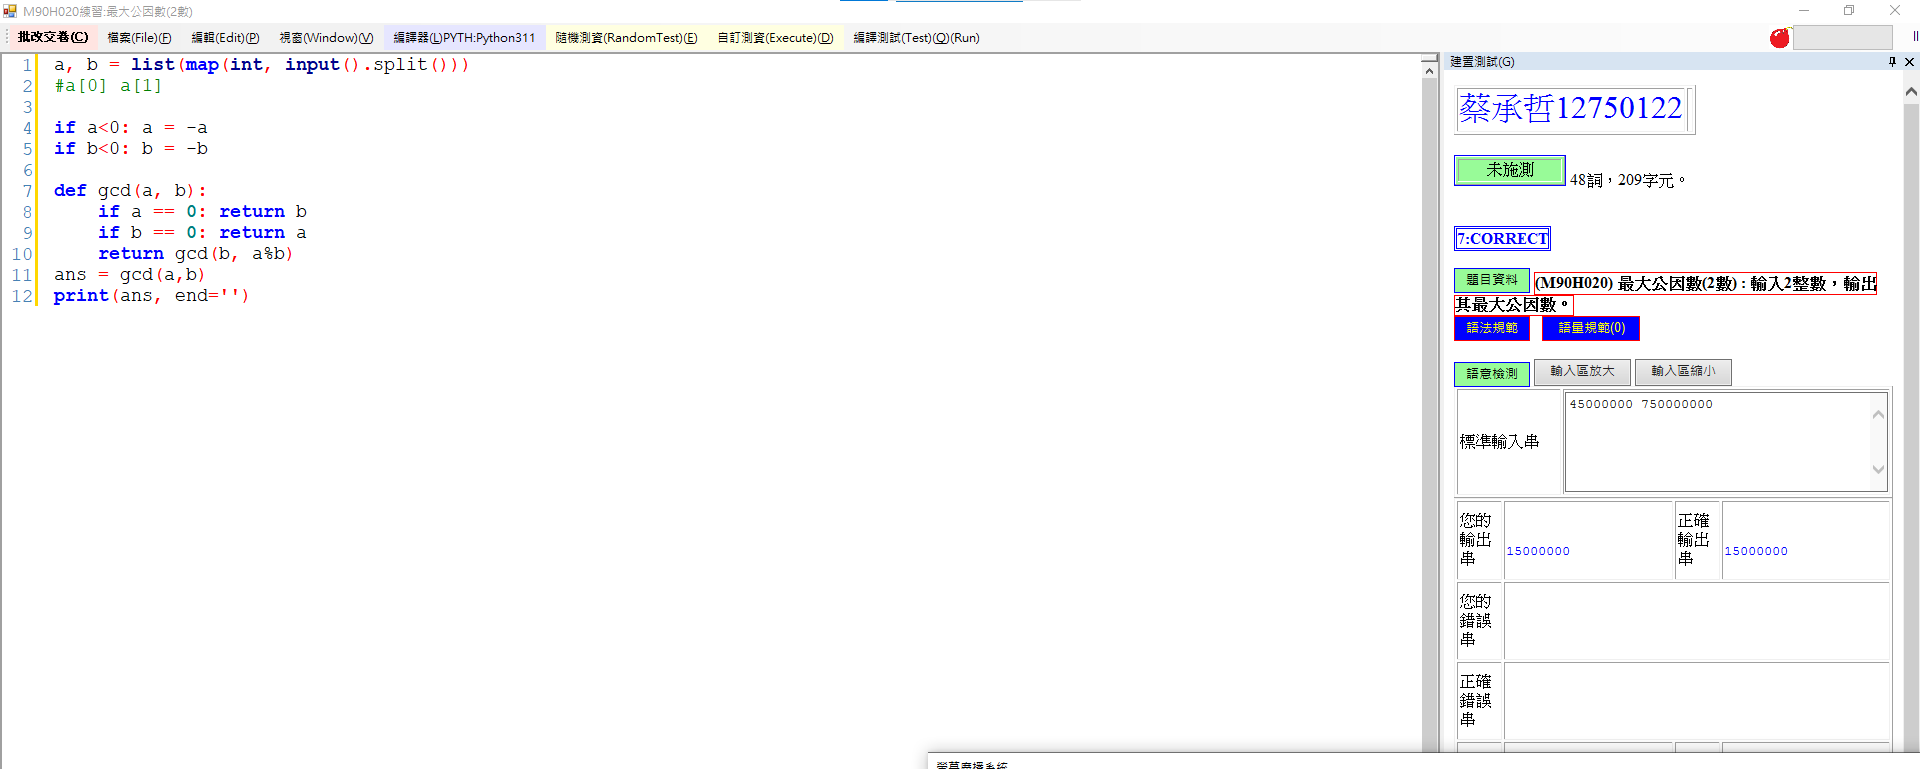 M90H020練習:最大公因數(2數)
批改交卷(C) 檔案(File)(F) 編輯(Edit)(P) 視窗(Window)(V) 編譯器(L)PYTH:Python311 隨機測資(RandomTest)(E) 自訂測資(Execute)(D) 編譯測試(Test)(Q)(Run)
1 a, b = list(map(int, input().split()))
2 #a[0] a[1]
3
4 if a<0: a = -a
5 if b<0: b = -b
6
7 def gcd(a, b):
8     if a == 0: return b
9     if b == 0: return a
10     return gcd(b, a%b)
11 ans = gcd(a,b)
12 print(ans, end='')
建置測試(G)
蔡承哲12750122
未施測 48詞，209字元。
7:CORRECT
題目資料 (M90H020) 最大公因數(2數) : 輸入2整數，輸出
其最大公因數。
語法規範 語量規範(0)
語意檢測 輸入區放大 輸入區縮小
標準輸入串 45000000 750000000
您的
輸出
串
15000000
正確
輸出
串
15000000
您的
錯誤
串
正確
錯誤
串